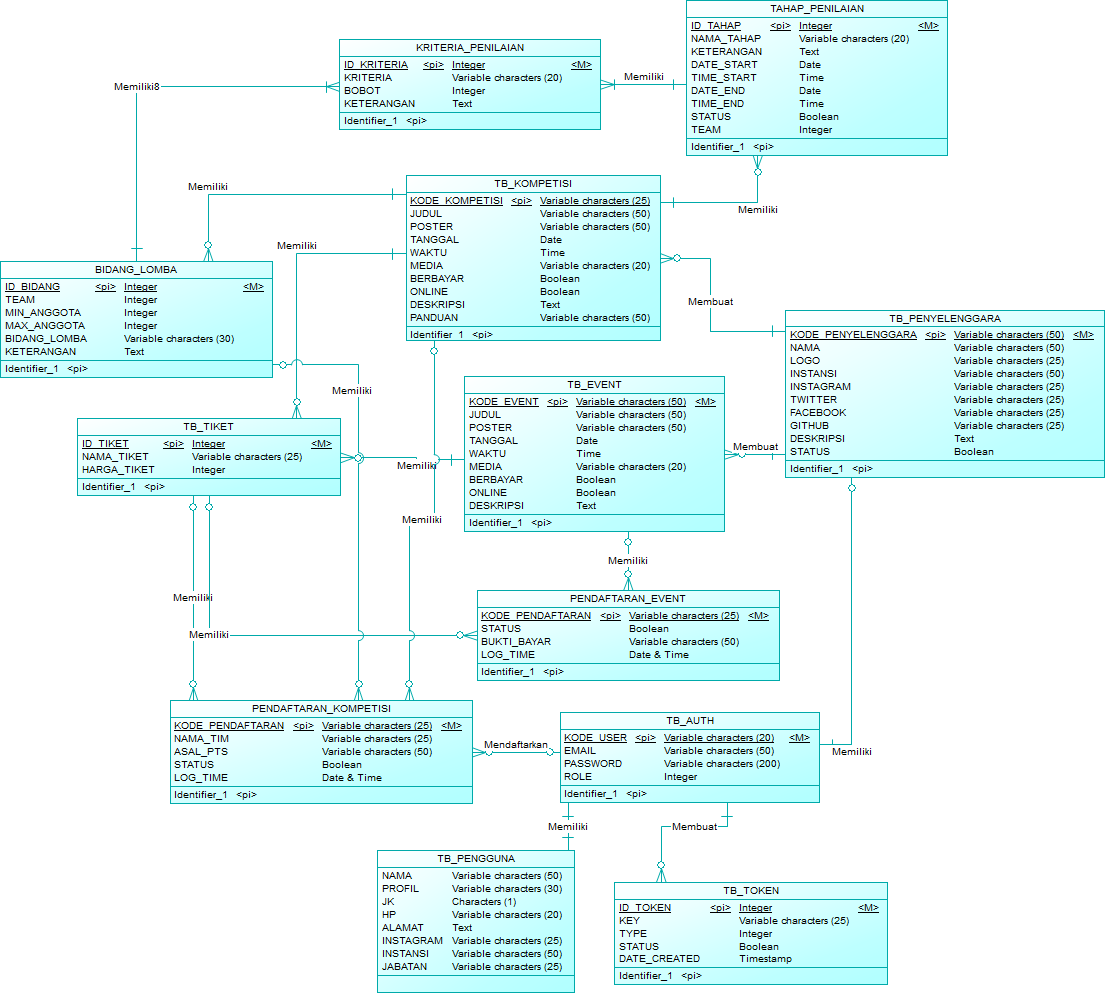 TAHAP_PENILAIAN
ID_TAHAP <pi> Integer <M>
NAMA_TAHAP Variable characters (20)
KETERANGAN Text
DATE_START Date
TIME_START Time
DATE_END Date
TIME_END Time
STATUS Boolean
TEAM Integer
Identifier_1 <pi>
KRITERIA_PENILAIAN
ID_KRITERIA <pi> Integer <M>
KRITERIA Variable characters (20)
BOBOT Integer
KETERANGAN Text
Identifier_1 <pi>
Memiliki
Memiliki8
Memiliki
Memiliki
Memiliki
TB_KOMPETISI
KODE_KOMPETISI <pi> Variable characters (25)
JUDUL Variable characters (50)
POSTER Variable characters (50)
TANGGAL Date
WAKTU Time
MEDIA Variable characters (20)
BERBAYAR Boolean
ONLINE Boolean
DESKRIPSI Text
PANDUAN Variable characters (50)
Identifier_1 <pi>
BIDANG_LOMBA
ID_BIDANG <pi> Integer <M>
TEAM Integer
MIN_ANGGOTA Integer
MAX_ANGGOTA Integer
BIDANG_LOMBA Variable characters (30)
KETERANGAN Text
Identifier_1 <pi>
Membuat
TB_PENYELENGGARA
KODE_PENYELENGGARA <pi> Variable characters (50) <M>
NAMA Variable characters (50)
LOGO Variable characters (25)
INSTANSI Variable characters (50)
INSTAGRAM Variable characters (25)
TWITTER Variable characters (25)
FACEBOOK Variable characters (25)
GITHUB Variable characters (25)
DESKRIPSI Text
STATUS Boolean
Identifier_1 <pi>
Memiliki
TB_EVENT
KODE_EVENT <pi> Variable characters (50) <M>
JUDUL Variable characters (50)
POSTER Variable characters (50)
TANGGAL Date
WAKTU Time
MEDIA Variable characters (20)
BERBAYAR Boolean
ONLINE Boolean
DESKRIPSI Text
Identifier_1 <pi>
TB_TIKET
ID_TIKET <pi> Integer <M>
NAMA_TIKET Variable characters (25)
HARGA_TIKET Integer
Identifier_1 <pi>
Membuat
Memiliki
Memiliki
Memiliki
Memiliki
Memiliki
PENDAFTARAN_EVENT
KODE_PENDAFTARAN <pi> Variable characters (25) <M>
STATUS Boolean
BUKTI_BAYAR Variable characters (50)
LOG_TIME Date & Time
Identifier_1 <pi>
PENDAFTARAN_KOMPETISI
KODE_PENDAFTARAN <pi> Variable characters (25) <M>
NAMA_TIM Variable characters (25)
ASAL_PTS Variable characters (50)
STATUS Boolean
LOG_TIME Date & Time
Identifier_1 <pi>
Mendaftarkan
TB_AUTH
KODE_USER <pi> Variable characters (20) <M>
EMAIL Variable characters (50)
PASSWORD Variable characters (200)
ROLE Integer
Identifier_1 <pi>
Memiliki
Memiliki
Membuat
TB_PENGGUNA
NAMA Variable characters (50)
PROFIL Variable characters (30)
JK Characters (1)
HP Variable characters (20)
ALAMAT Text
INSTAGRAM Variable characters (25)
INSTANSI Variable characters (50)
JABATAN Variable characters (25)
TB_TOKEN
ID_TOKEN <pi> Integer <M>
KEY Variable characters (25)
TYPE Integer
STATUS Boolean
DATE_CREATED Timestamp
Identifier_1 <pi>